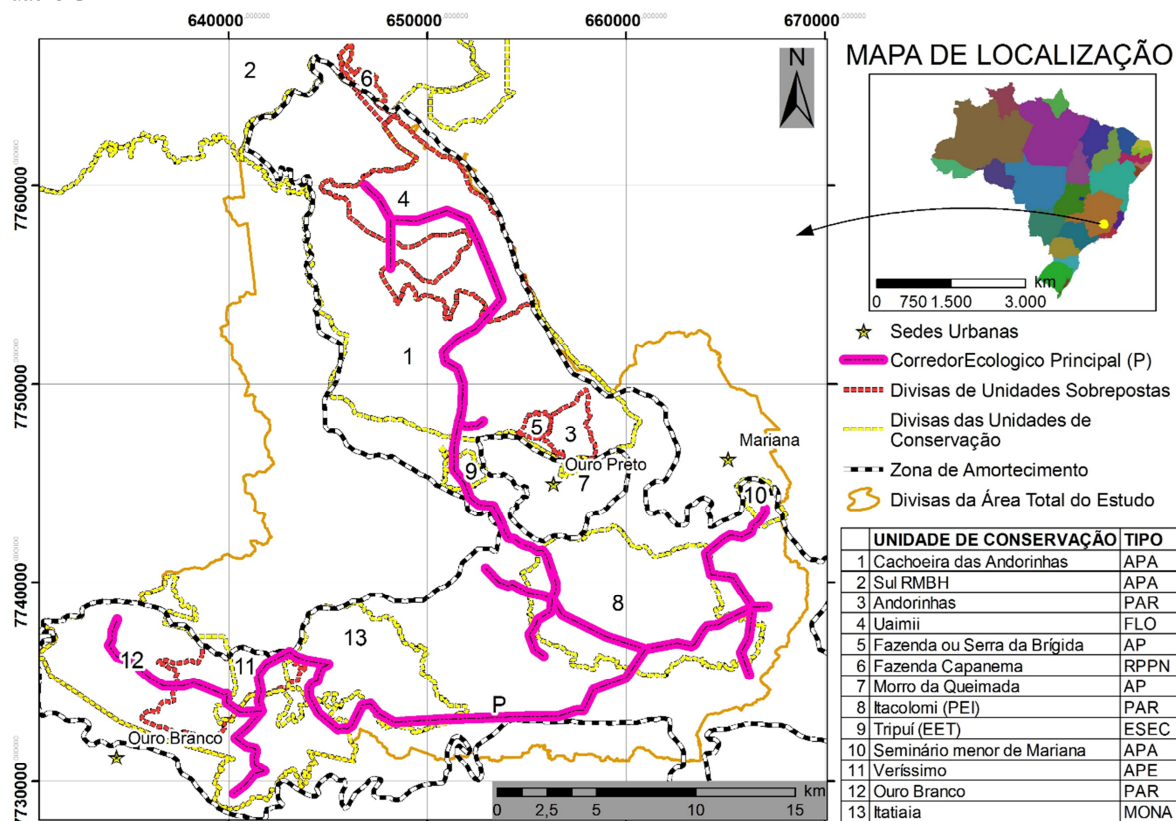 640000 650000 660000 670000
MAPA DE LOCALIZAÇÃO
N
2
6
7760000
4
1
km
0 750 1.500 3.000
Sedes Urbanas
CorredorEcologico Principal (P)
Divisas de Unidades Sobrepostas
Divisas das Unidades de
Conservação
Zona de Amortecimento
Divisas da Área Total do Estudo
7750000
5
3
Mariana
Ouro Preto
9
7
10
7740000
8
13
12
11
P
Ouro Branco
7730000
km
0 2,5 5 10 15
UNIDADE DE CONSERVAÇÃO TIPO
1 Cachoeira das Andorinhas APA
2 Sul RMBH APA
3 Andorinhas PAR
4 Uaimii FLO
5 Fazenda ou Serra da Brígida AP
6 Fazenda Capanema RPPN
7 Morro da Queimada AP
8 Itacolomi (PEI) PAR
9 Tripuí (EET) ESEC
10 Seminário menor de Mariana APA
11 Veríssimo APE
12 Ouro Branco PAR
13 Itatiaia MONA